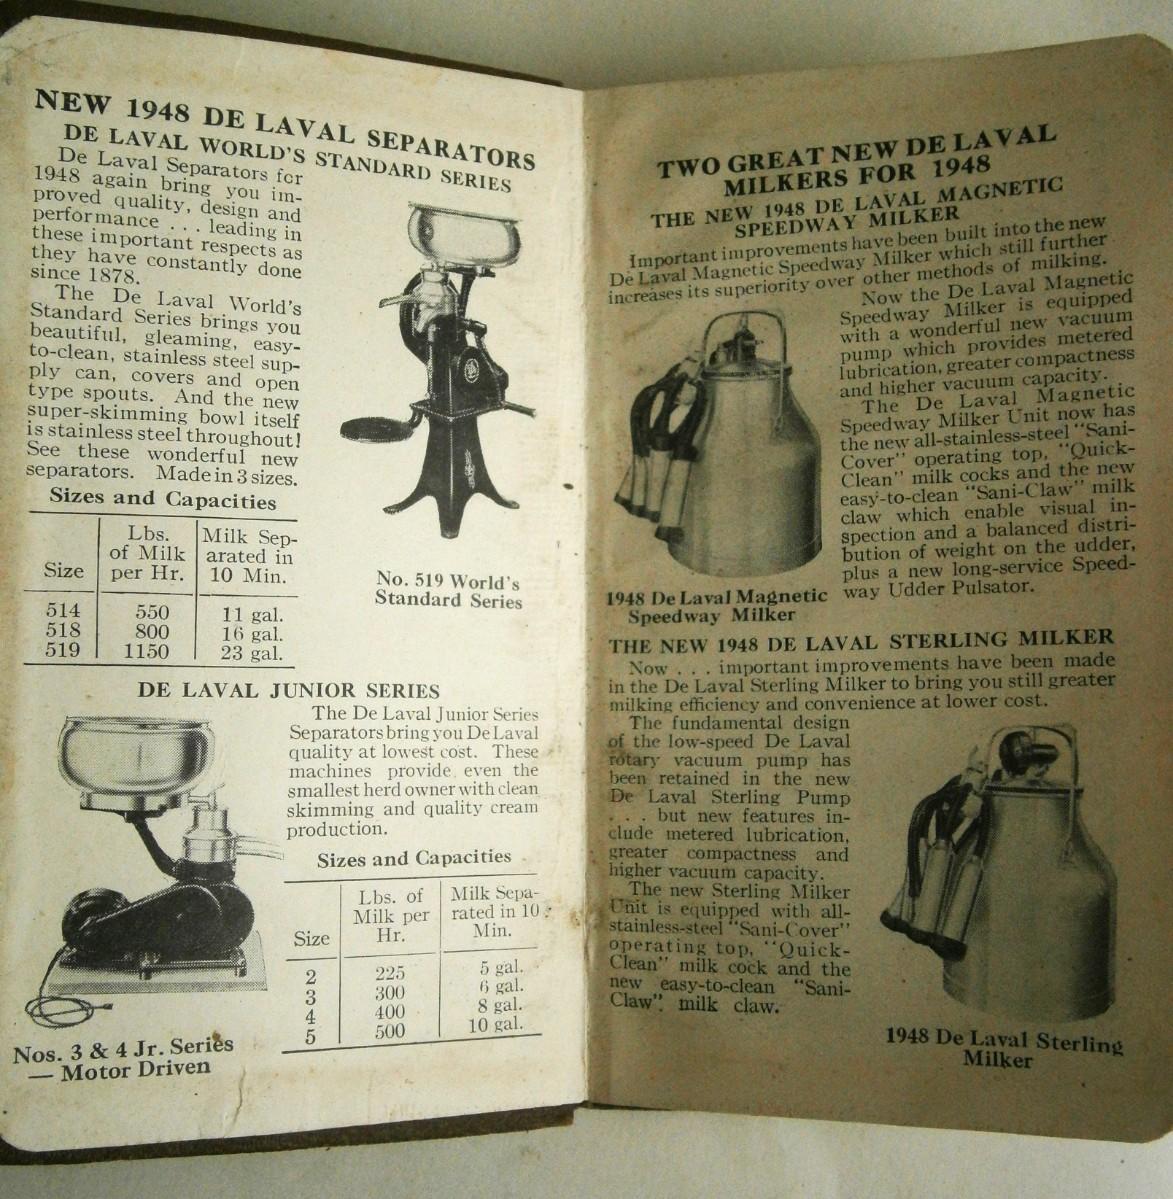 NEW 1948 DE LAVAL SEPARATORS
DE LAVAL WORLD'S STANDARD SERIES
De Laval Separators for
1948 again bring you im-
proved quality, design and
performance . . . leading in
these important respects as
they have constantly done
since 1878.
The De Laval World's
Standard Series brings you
beautiful, gleaming, easy-
to-clean, stainless steel sup-
ply can, covers and open
type spouts. And the new
super-skimming bowl itself
is stainless steel throughout!
See these wonderful new
separators. Made in 3 sizes.
Sizes and Capacities
Size | Lbs. of Milk per Hr. | Milk Sep-arated in 10 Min.
514 550 11 gal.
518 800 16 gal.
519 1150 23 gal.
No. 519 World's
Standard Series
DE LAVAL JUNIOR SERIES
The De Laval Junior Series
Separators bring you De Laval
quality at lowest cost. These
machines provide even the
smallest herd owner with clean
skimming and quality cream
production.
Sizes and Capacities
Size | Lbs. of Milk per Hr. | Milk Sepa-rated in 10 Min.
2 225 5 gal.
3 300 6 gal.
4 400 8 gal.
5 500 10 gal.
Nos. 3 & 4 Jr. Series
— Motor Driven
TWO GREAT NEW DE LAVAL
MILKERS FOR 1948
THE NEW 1948 DE LAVAL MAGNETIC
SPEEDWAY MILKER
Important improvements have been built into the new
De Laval Magnetic Speedway Milker which still further
increases its superiority over other methods of milking.
Now the De Laval Magnetic
Speedway Milker is equipped
with a wonderful new vacuum
pump which provides metered
lubrication, greater compactness
and higher vacuum capacity.
The De Laval Magnetic
Speedway Milker Unit now has
the new all-stainless-steel "Sani-
Cover" operating top, "Quick-
Clean" milk cocks and the new
easy-to-clean "Sani-Claw" milk
claw which enable visual in-
spection and a balanced distri-
bution of weight on the udder,
plus a new long-service Speed-
way Udder Pulsator.
1948 De Laval Magnetic
Speedway Milker
THE NEW 1948 DE LAVAL STERLING MILKER
Now . . . important improvements have been made
in the De Laval Sterling Milker to bring you still greater
milking efficiency and convenience at lower cost.
The fundamental design
of the low-speed De Laval
rotary vacuum pump has
been retained in the new
De Laval Sterling Pump
. . . but new features in-
clude metered lubrication,
greater compactness and
higher vacuum capacity.
The new Sterling Milker
Unit is equipped with all-
stainless-steel "Sani-Cover"
operating top, "Quick-
Clean" milk cock and the
new easy-to-clean "Sani-
Claw" milk claw.
1948 De Laval Sterling
Milker